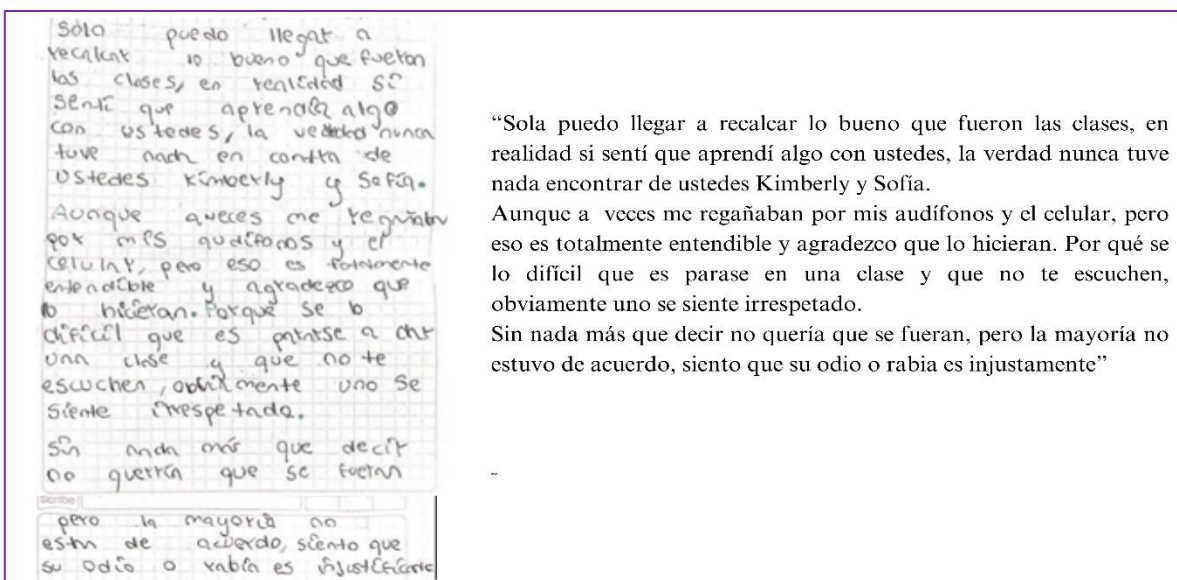 Sólo puedo llegar a
recalcar lo bueno que fueron
las clases, en realidad sí
sentí que aprendía algo
con ustedes, la verdad nunca
tuve nada en contra de
ustedes Kimberly y Sofía.
Aunque aveces me regañaban
por mis audífonos y el
celular, pero eso es totalmente
entendible y agradezco que
lo hicieran. Porque se lo
difícil que es pararse a dar
una clase y que no te
escuchen, obviamente uno se
siente irrespetado.
Sin nada más que decir
no quería que se fueran
Scribe
pero la mayoría no
está de acuerdo, siento que
su odio o rabia es
“Sola puedo llegar a recalcar lo bueno que fueron las clases, en
realidad si sentí que aprendí algo con ustedes, la verdad nunca tuve
nada encontrar de ustedes Kimberly y Sofía.
Aunque a veces me regañaban por mis audífonos y el celular, pero
eso es totalmente entendible y agradezco que lo hicieran. Por qué se
lo difícil que es parase en una clase y que no te escuchen,
obviamente uno se siente irrespetado.
Sin nada más que decir no quería que se fueran, pero la mayoría no
estuvo de acuerdo, siento que su odio o rabia es injustamente”